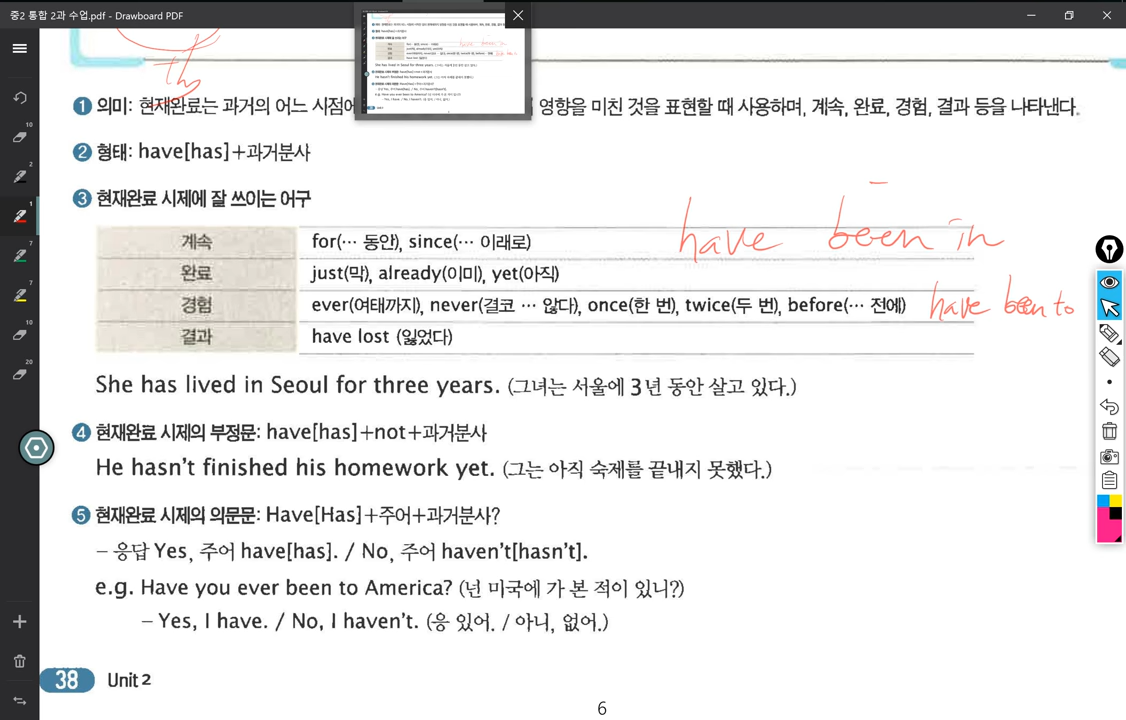 중2 통합 2과 수업.pdf - Drawboard PDF
th
1 의미: 현재완료는 과거의 어느 시점에 영향을 미친 것을 표현할 때 사용하며, 계속, 완료, 경험, 결과 등을 나타낸다.
2 형태: have[has]+과거분사
3 현재완료 시제에 잘 쓰이는 어구
계속 for(… 동안), since(… 이래로) have been in
완료 just(막), already(이미), yet(아직)
경험 ever(여태까지), never(결코 … 않다), once(한 번), twice(두 번), before(… 전에) have been to
결과 have lost (잃었다)
She has lived in Seoul for three years. (그녀는 서울에 3년 동안 살고 있다.)
4 현재완료 시제의 부정문: have[has]+not+과거분사
He hasn't finished his homework yet. (그는 아직 숙제를 끝내지 못했다.)
5 현재완료 시제의 의문문: Have[Has]+주어+과거분사?
– 응답 Yes, 주어 have[has]. / No, 주어 haven't[hasn't].
e.g. Have you ever been to America? (넌 미국에 가 본 적이 있니?)
– Yes, I have. / No, I haven't. (응 있어. / 아니, 없어.)
38 Unit 2
6
10
2
1
7
7
10
20